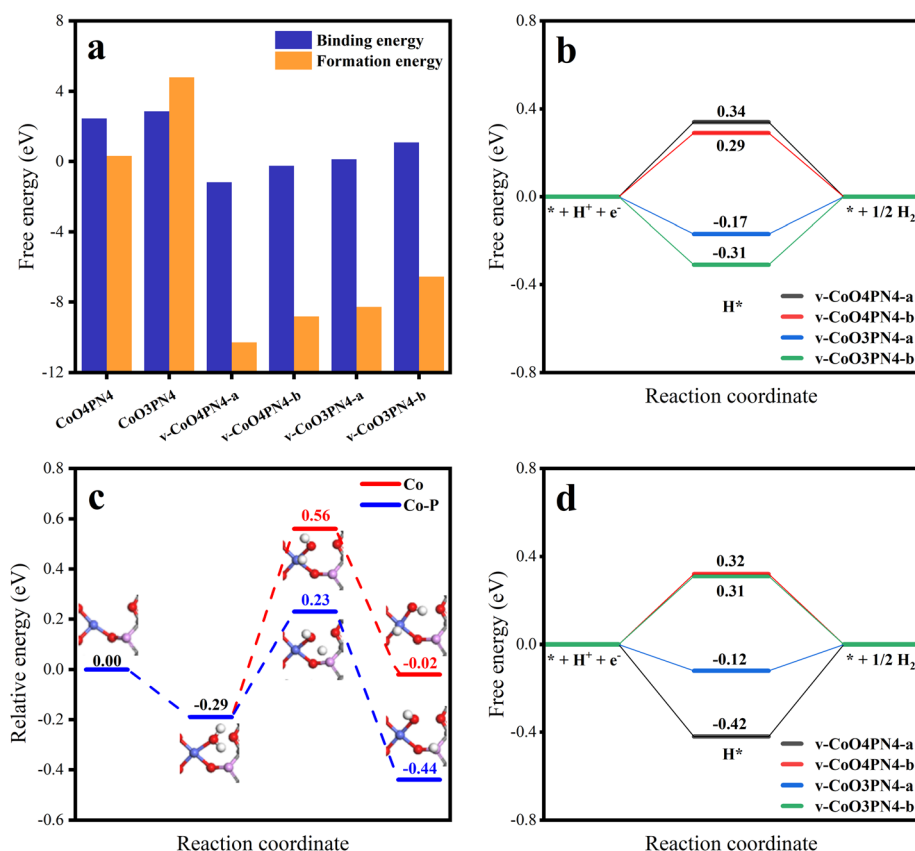 a
Binding energy
Formation energy
Free energy (eV)
8
4
0
-4
-8
-12
CoO4PN4
CoO3PN4
v-CoO4PN4-a
v-CoO4PN4-b
v-CoO3PN4-a
v-CoO3PN4-b
b
Free energy (eV)
0.8
0.4
0.0
-0.4
-0.8
0.34
0.29
* + H⁺ + e⁻
* + 1/2 H₂
-0.17
-0.31
H*
v-CoO4PN4-a
v-CoO4PN4-b
v-CoO3PN4-a
v-CoO3PN4-b
Reaction coordinate
c
Co
Co-P
Relative energy (eV)
0.8
0.6
0.4
0.2
0.0
-0.2
-0.4
-0.6
0.56
0.23
0.00
-0.02
-0.29
-0.44
Reaction coordinate
d
Free energy (eV)
0.8
0.4
0.0
-0.4
-0.8
0.32
0.31
* + H⁺ + e⁻
* + 1/2 H₂
-0.12
-0.42
H*
v-CoO4PN4-a
v-CoO4PN4-b
v-CoO3PN4-a
v-CoO3PN4-b
Reaction coordinate